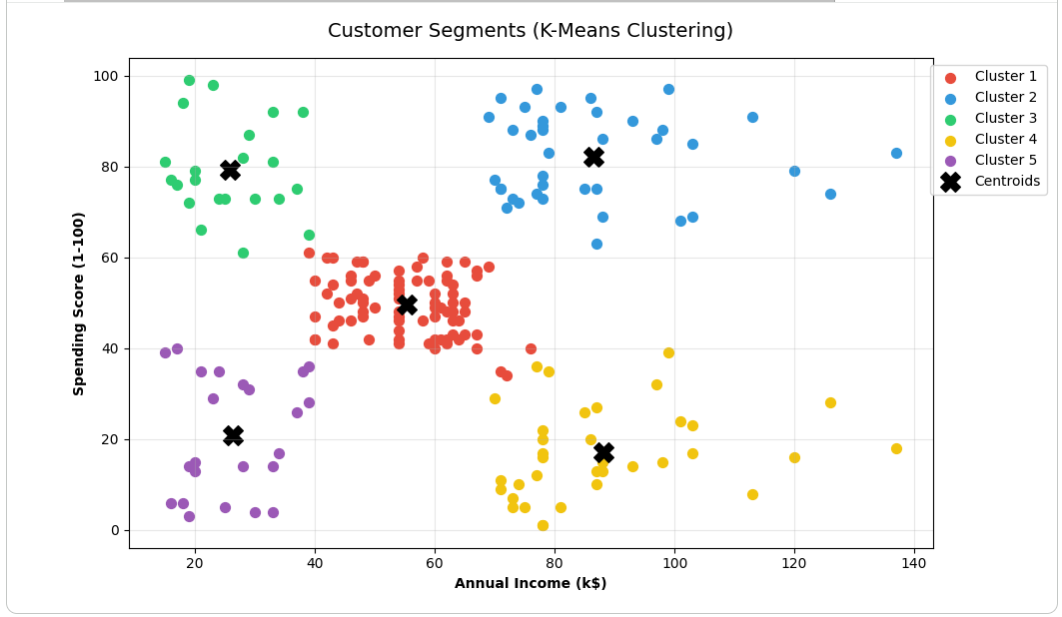 Customer Segments (K-Means Clustering)
100
80
60
40
20
0
Spending Score (1-100)
20
40
60
80
100
120
140
Annual Income (k$)
Cluster 1
Cluster 2
Cluster 3
Cluster 4
Cluster 5
Centroids